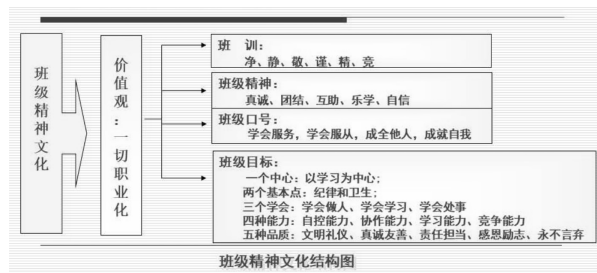 班级精神文化
价值观：一切职业化
班 训：
净、静、敬、谨、精、竞
班级精神：
真诚、团结、互助、乐学、自信
班级口号：
学会服务，学会服从，成全他人，成就自我
班级目标：
一个中心：以学习为中心；
两个基本点：纪律和卫生；
三个学会：学会做人、学会学习、学会处事
四种能力：自控能力、协作能力、学习能力、竞争能力
五种品质：文明礼仪、真诚友善、责任担当、感恩励志、永不言弃
班级精神文化结构图